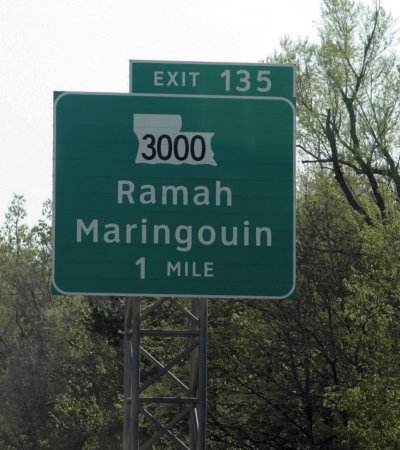 EXIT 135
3000
Ramah
Maringouin
1 MILE